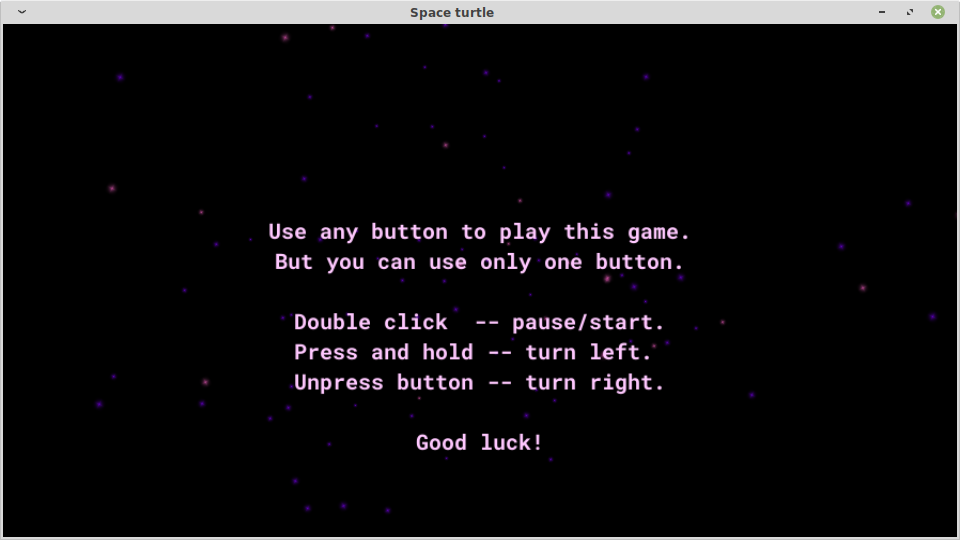 Space turtle
Use any button to play this game.
But you can use only one button.
Double click  -- pause/start.
Press and hold -- turn left.
Unpress button -- turn right.
Good luck!